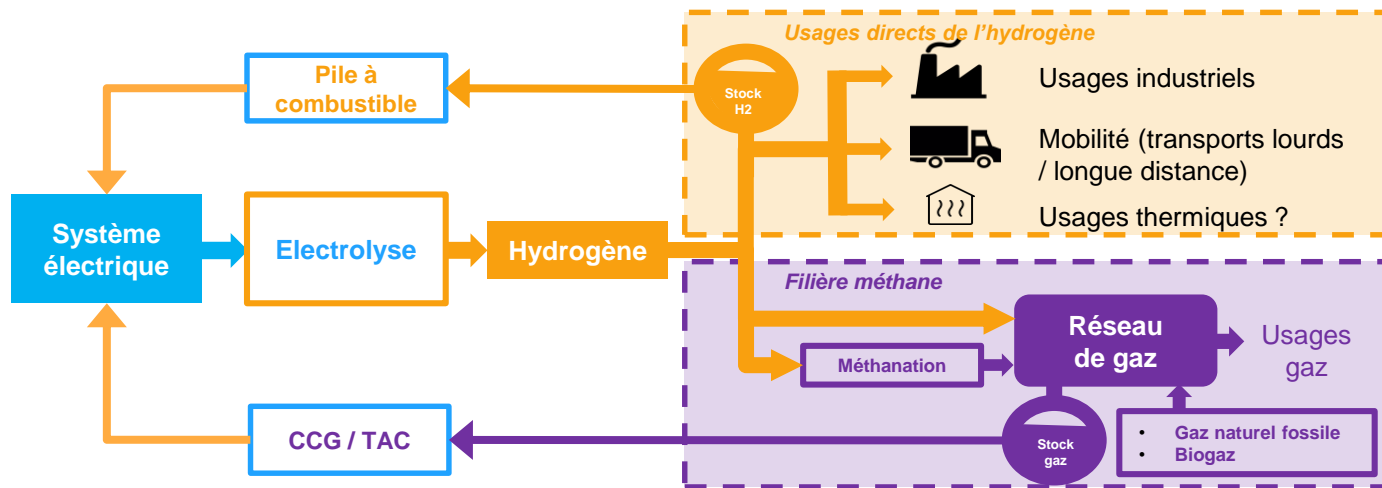 Usages directs de l'hydrogène
Pile à
combustible
Stock
H2
Usages industriels
Mobilité (transports lourds
/ longue distance)
Usages thermiques ?
Système
électrique
Electrolyse
Hydrogène
Filière méthane
Réseau
de gaz
Usages
gaz
Méthanation
CCG / TAC
Stock
gaz
• Gaz naturel fossile
• Biogaz